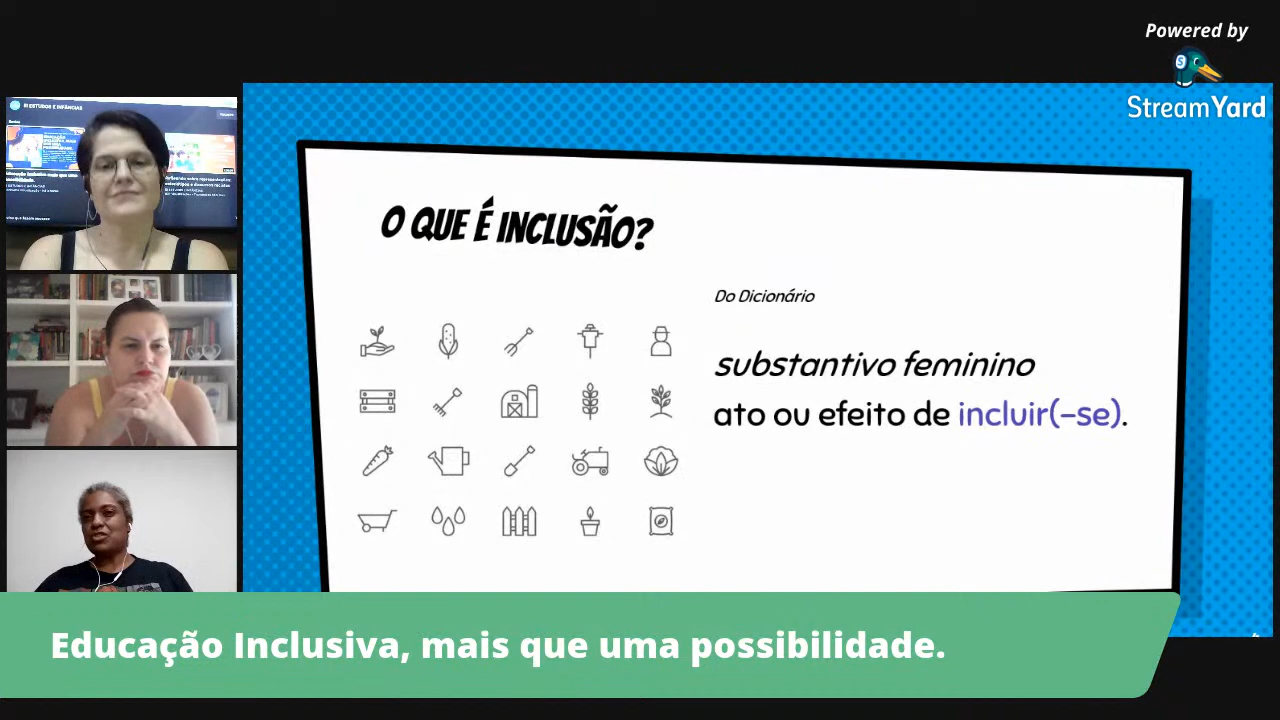 Powered by
StreamYard
O QUE É INCLUSÃO?
Do Dicionário
substantivo feminino
ato ou efeito de incluir(-se).
Educação Inclusiva, mais que uma possibilidade.